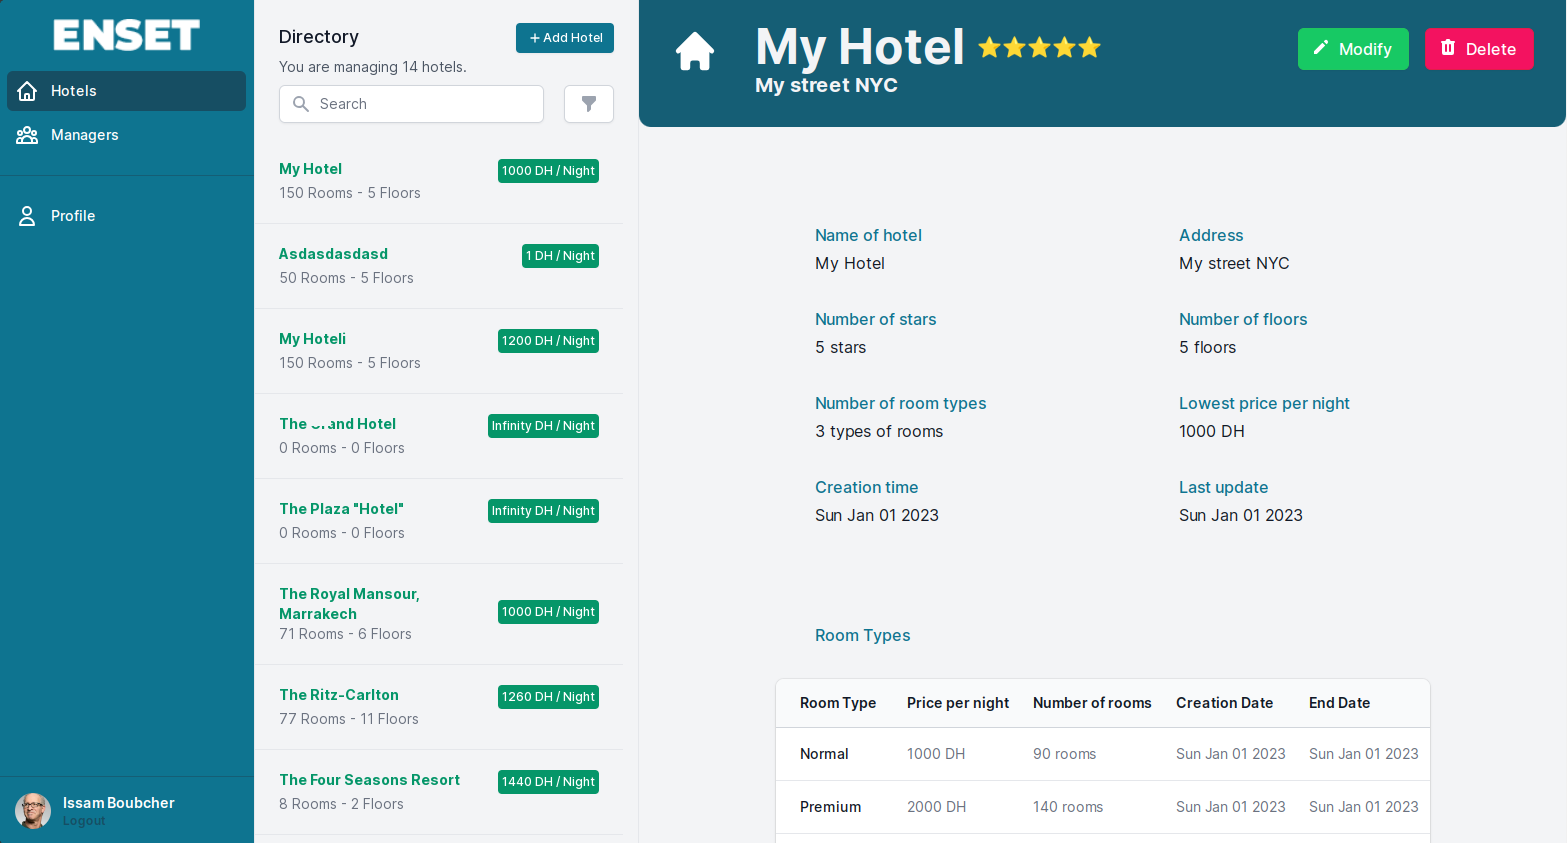 ENSET
Hotels
Managers
Profile
Issam Boubcher
Logout
Directory
+ Add Hotel
You are managing 14 hotels.
Search
My Hotel
1000 DH / Night
150 Rooms - 5 Floors
Asdasdasdasd
1 DH / Night
50 Rooms - 5 Floors
My Hoteli
1200 DH / Night
150 Rooms - 5 Floors
The Hotel
Infinity DH / Night
0 Rooms - 0 Floors
The Plaza "Hotel"
Infinity DH / Night
0 Rooms - 0 Floors
The Royal Mansour,
Marrakech
1000 DH / Night
71 Rooms - 6 Floors
The Ritz-Carlton
1260 DH / Night
77 Rooms - 11 Floors
The Four Seasons Resort
1440 DH / Night
8 Rooms - 2 Floors
My Hotel
My street NYC
Modify
Delete
Name of hotel
My Hotel
Address
My street NYC
Number of stars
5 stars
Number of floors
5 floors
Number of room types
3 types of rooms
Lowest price per night
1000 DH
Creation time
Sun Jan 01 2023
Last update
Sun Jan 01 2023
Room Types
Room Type Price per night Number of rooms Creation Date End Date
Normal 1000 DH 90 rooms Sun Jan 01 2023 Sun Jan 01 2023
Premium 2000 DH 140 rooms Sun Jan 01 2023 Sun Jan 01 2023